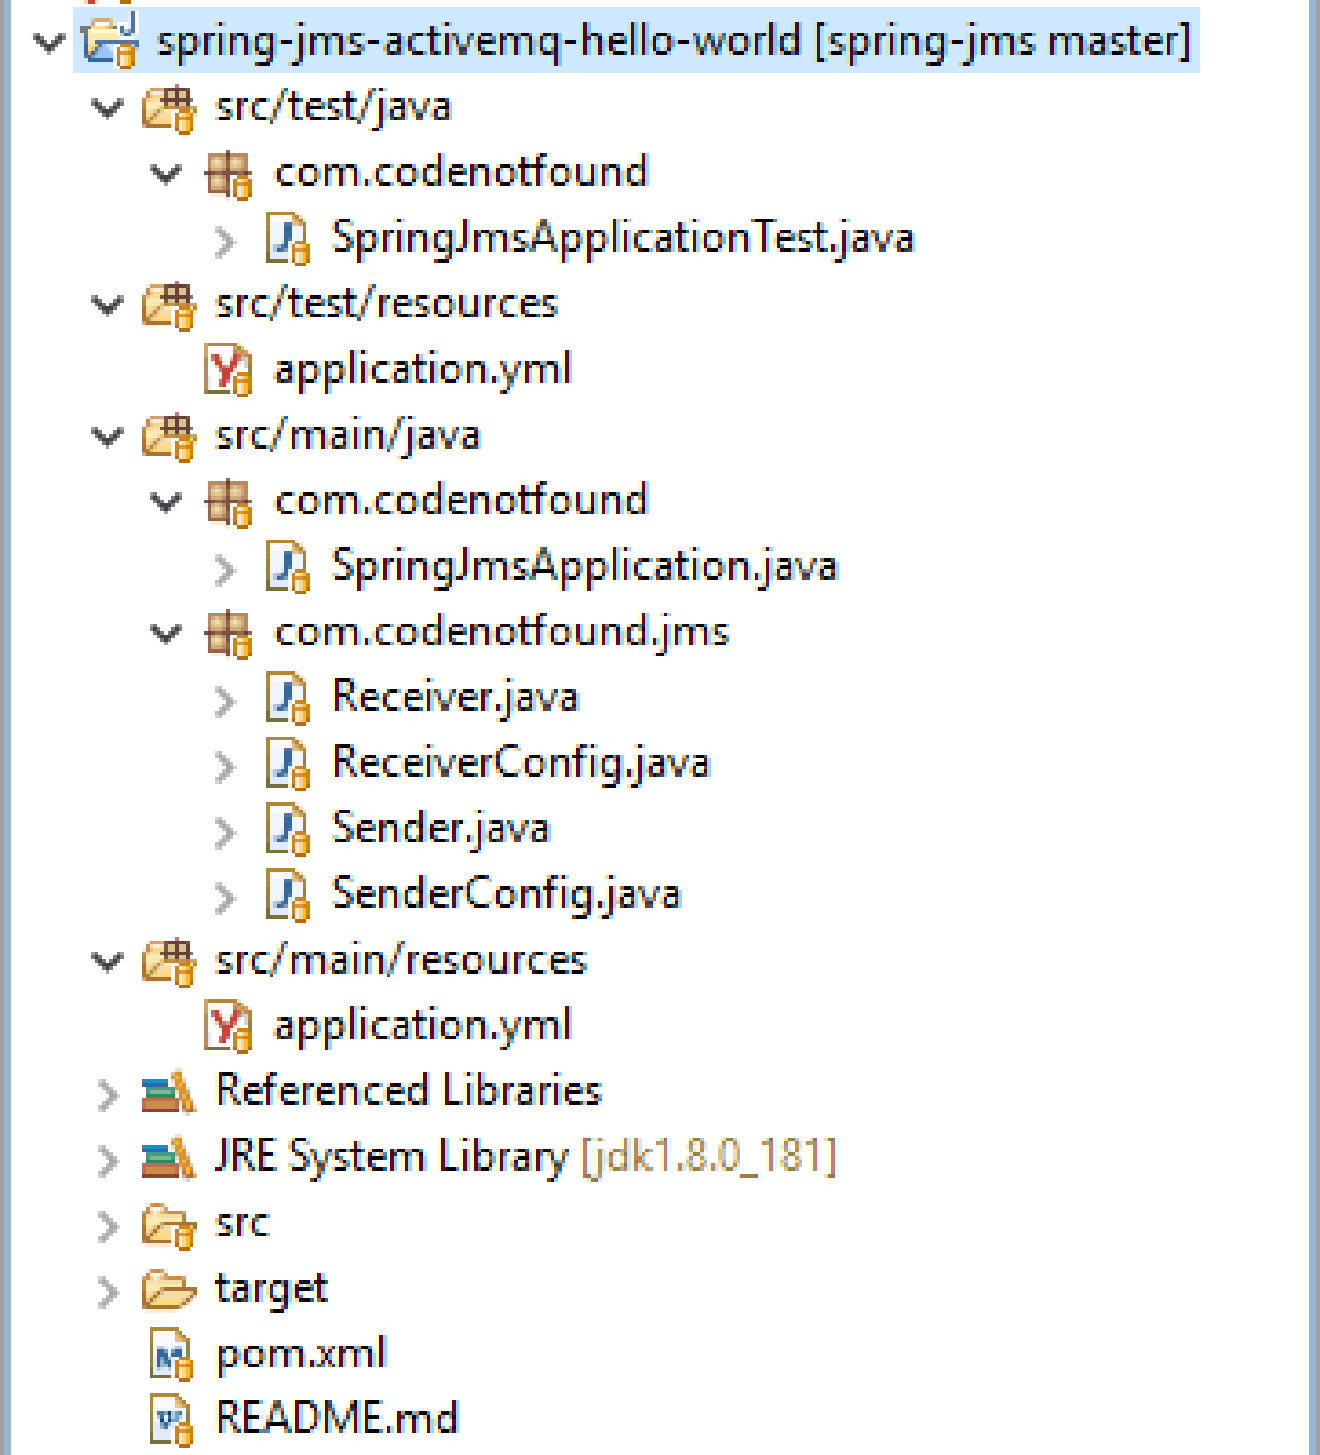 spring-jms-activemq-hello-world [spring-jms master]
src/test/java
com.codenotfound
SpringJmsApplicationTest.java
src/test/resources
application.yml
src/main/java
com.codenotfound
SpringJmsApplication.java
com.codenotfound.jms
Receiver.java
ReceiverConfig.java
Sender.java
SenderConfig.java
src/main/resources
application.yml
Referenced Libraries
JRE System Library [jdk1.8.0_181]
src
target
pom.xml
README.md